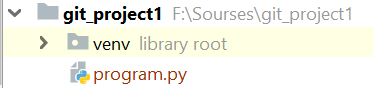 git_project1 F:\Sourses\git_project1
venv library root
program.py